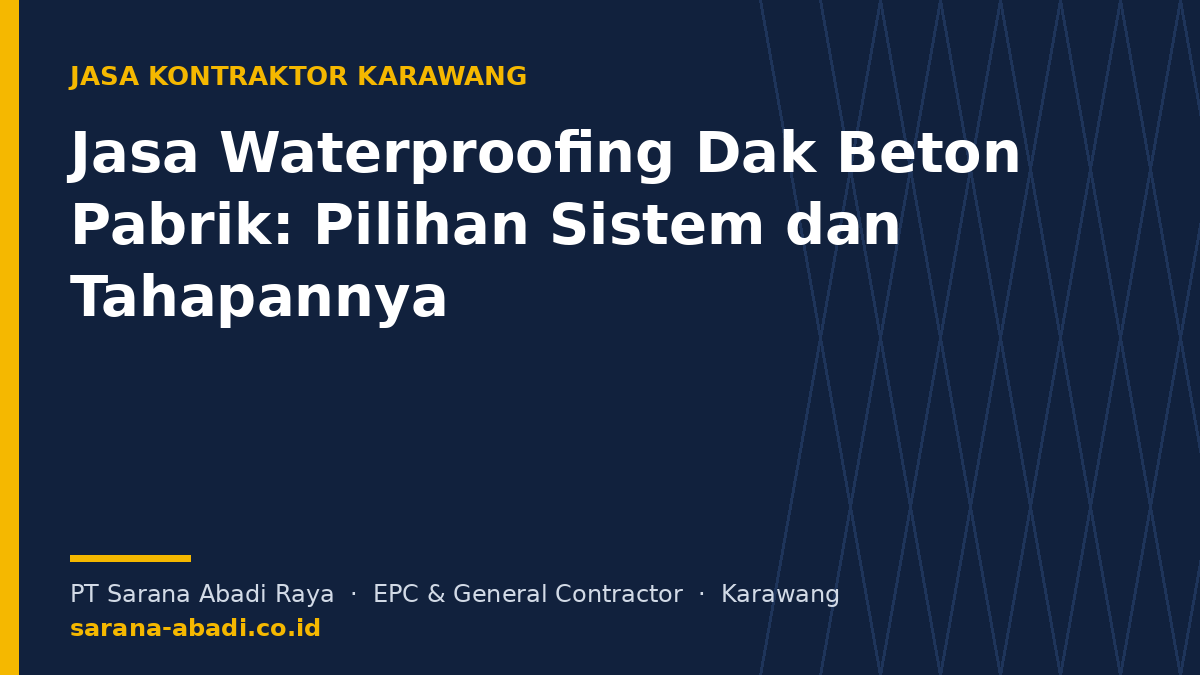 JASA KONTRAKTOR KARAWANG
Jasa Waterproofing Dak Beton
Pabrik: Pilihan Sistem dan
Tahapannya
PT Sarana Abadi Raya · EPC & General Contractor · Karawang
sarana-abadi.co.id